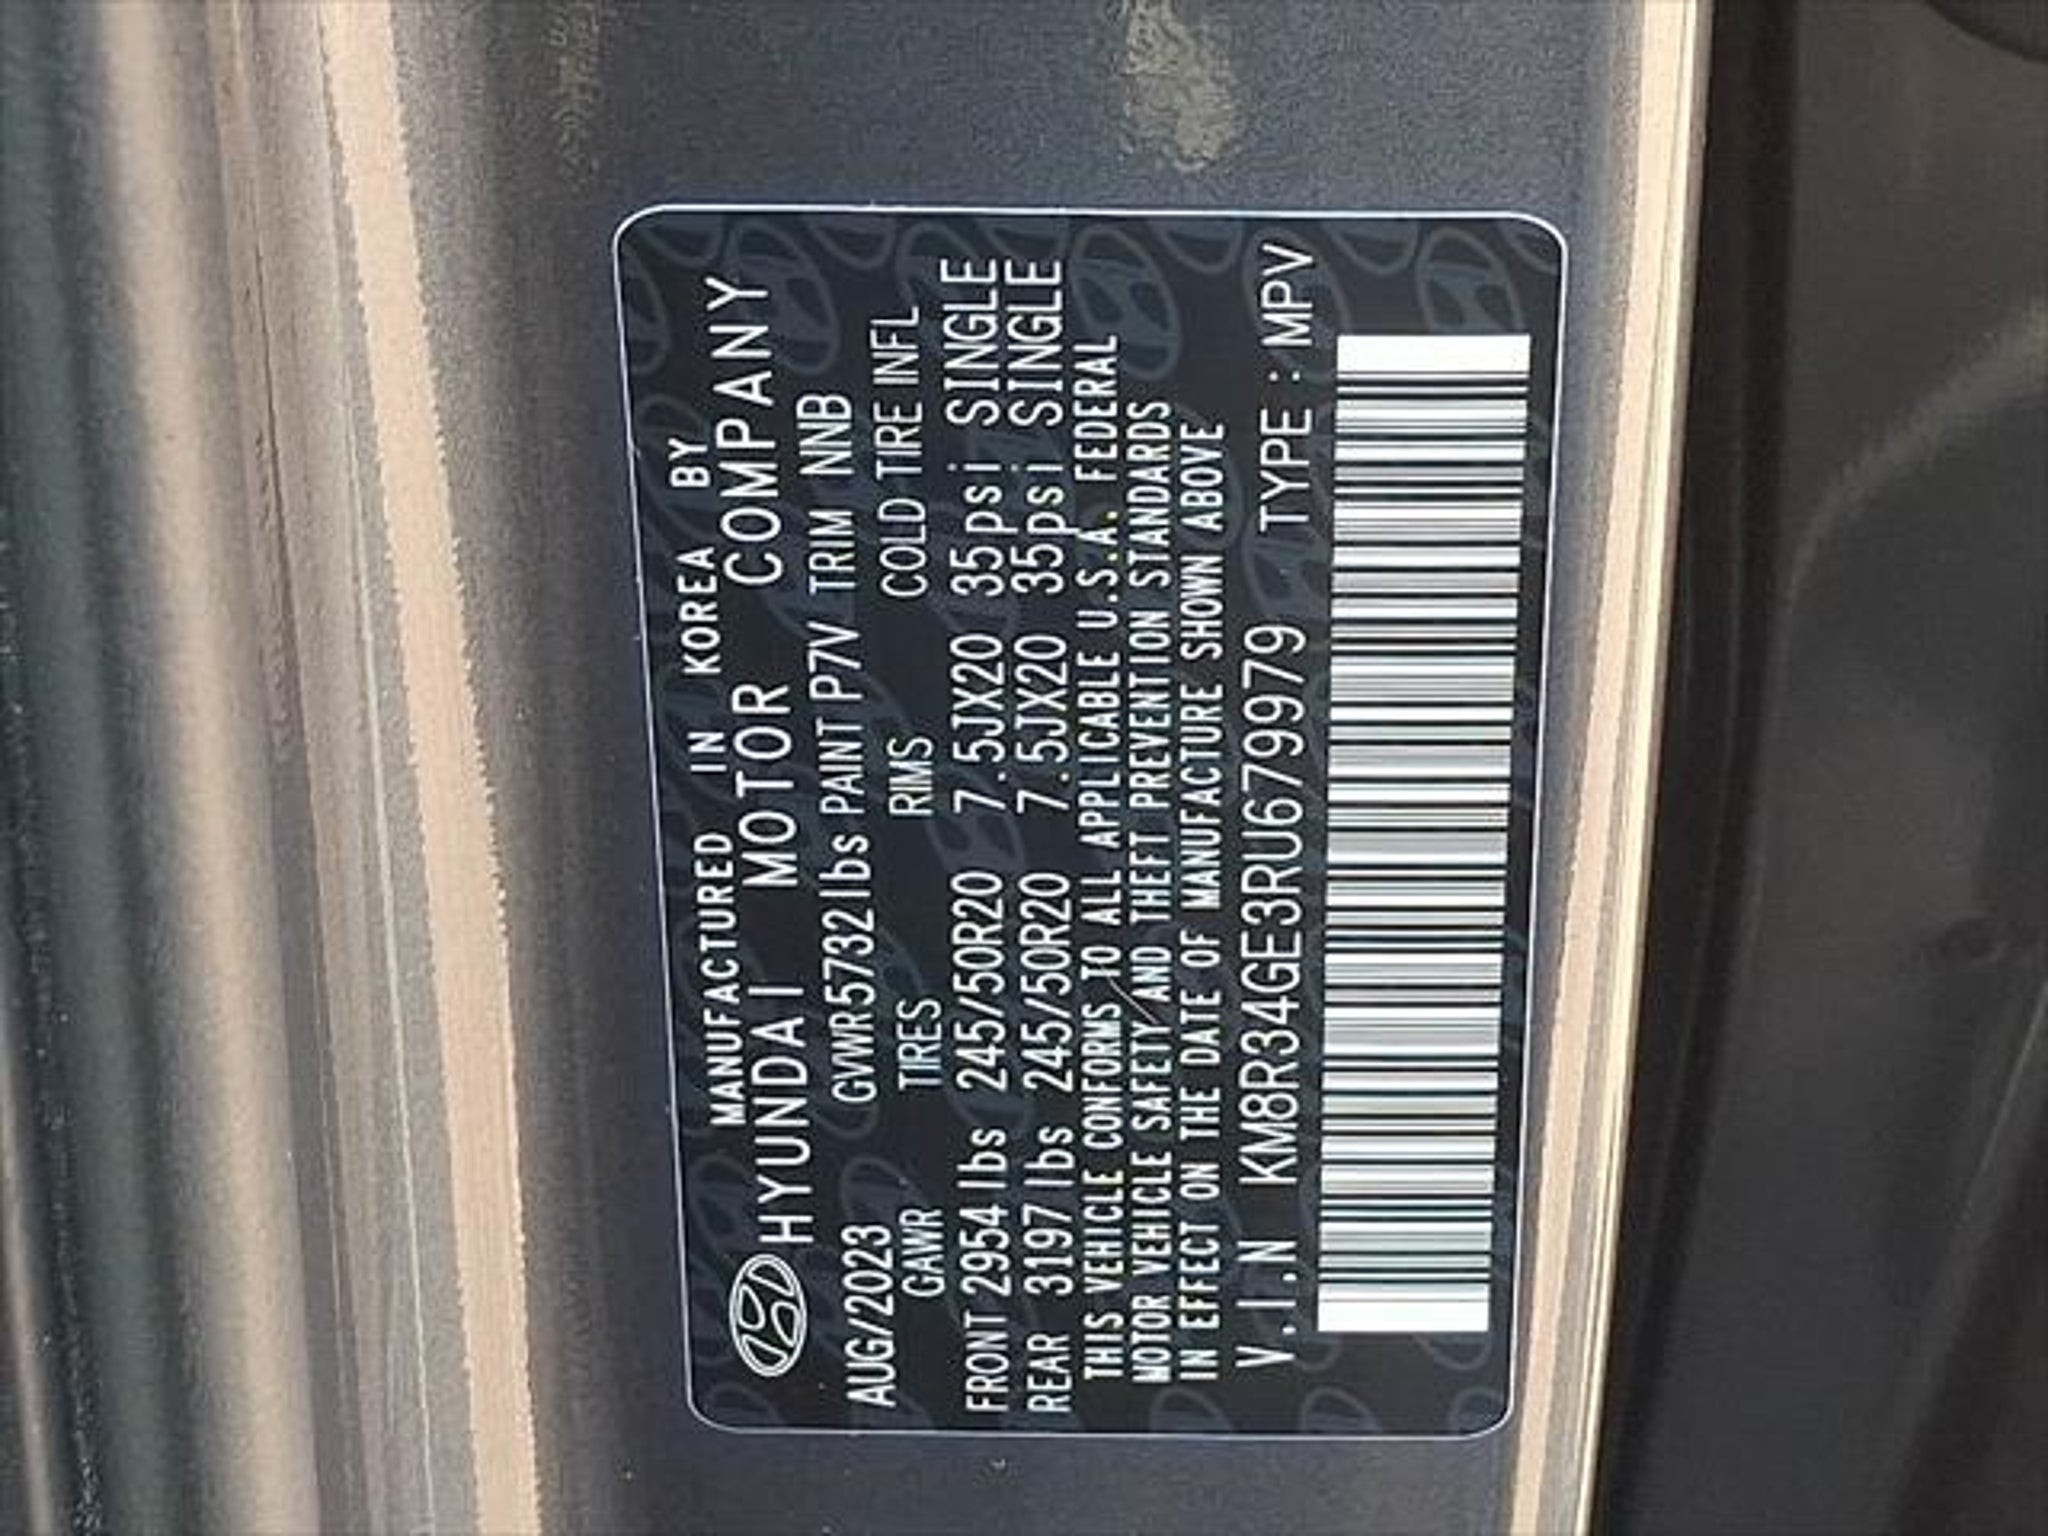 MANUFACTURED IN KOREA BY
HYUNDAI MOTOR COMPANY
AUG/2023 GVWR5732lbs PAINT P7V TRIM NNB
GAWR TIRES RIMS COLD TIRE INFL
FRONT 2954 lbs 245/50R20 7.5JX20 35psi SINGLE
REAR 3197 lbs 245/50R20 7.5JX20 35psi SINGLE
THIS VEHICLE CONFORMS TO ALL APPLICABLE U.S.A. FEDERAL
MOTOR VEHICLE SAFETY AND THEFT PREVENTION STANDARDS
IN EFFECT ON THE DATE OF MANUFACTURE SHOWN ABOVE
V.I.N KM8R34GE3RU679979 TYPE : MPV